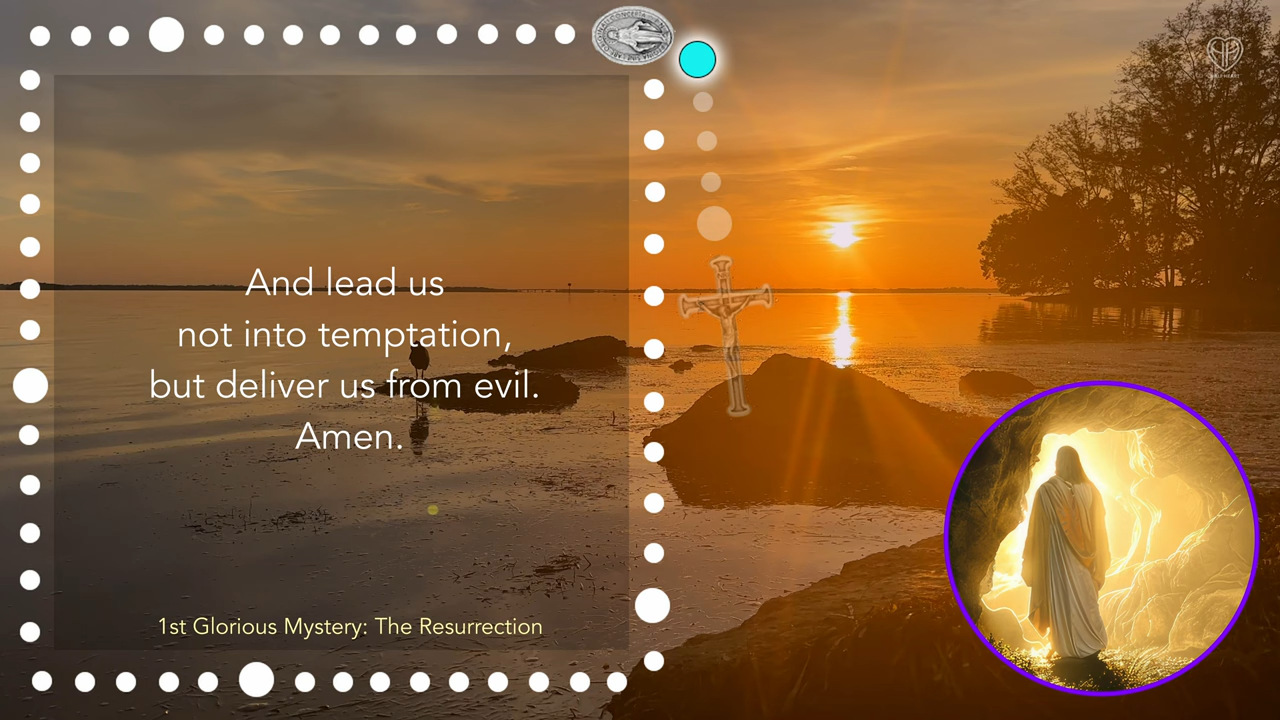 And lead us
not into temptation,
but deliver us from evil.
Amen.
1st Glorious Mystery: The Resurrection